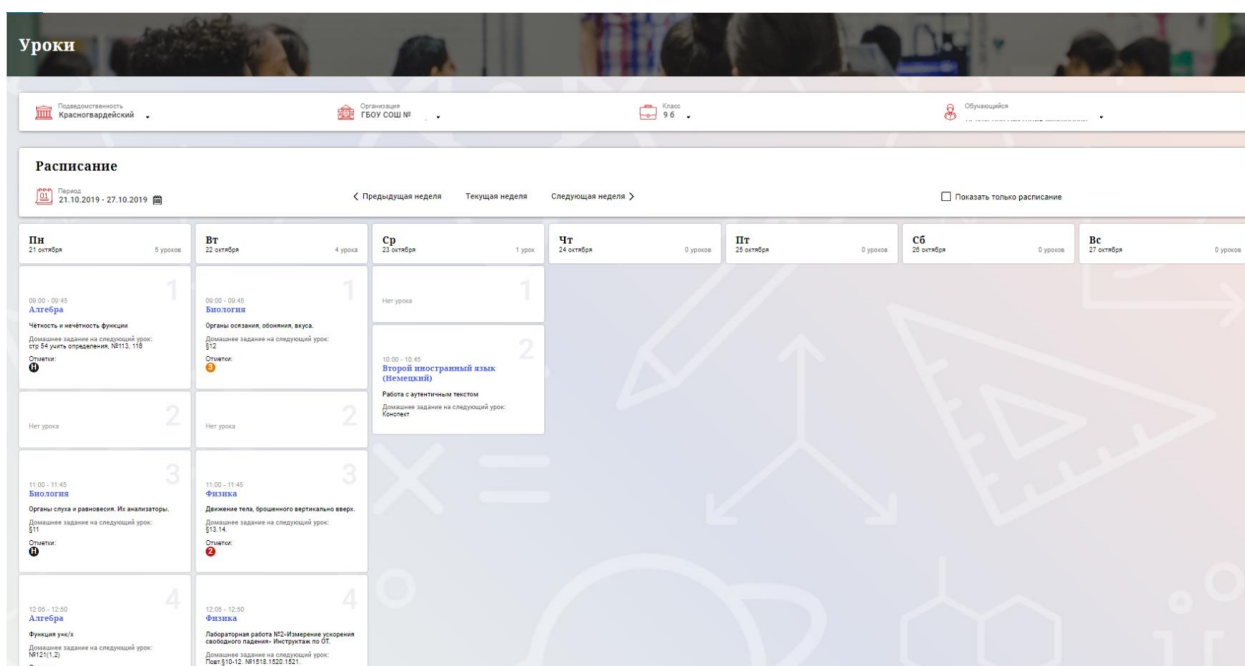 Уроки
Подведомственность
Красногвардейский
Организация
ГБОУ СОШ №
Класс
9 б
Обучающийся
Расписание
01
Период
21.10.2019 - 27.10.2019
Предыдущая неделя
Текущая неделя
Следующая неделя
Показать только расписание
Пн
21 октября
5 уроков
Вт
22 октября
4 урока
Ср
23 октября
1 урок
Чт
24 октября
0 уроков
Пт
25 октября
0 уроков
Сб
26 октября
0 уроков
Вс
27 октября
0 уроков
1
09:00 - 09:45
Алгебра
Чётность и нечётность функции
Домашнее задание на следующий урок:
стр 54 учить определения, №113, 115
Отметки:
Н
2
Нет урока
3
11:00 - 11:45
Биология
Органы слуха и равновесия. Их анализаторы.
Домашнее задание на следующий урок:
§11
Отметки:
Н
4
12:05 - 12:50
Алгебра
Функция y=к/х
Домашнее задание на следующий урок:
№121(1,2)
1
09:00 - 09:45
Биология
Органы осязания, обоняния, вкуса.
Домашнее задание на следующий урок:
§12
Отметки:
3
2
Нет урока
3
11:00 - 11:45
Физика
Движение тела, брошенного вертикально вверх.
Домашнее задание на следующий урок:
§13.14.
Отметки:
2
4
12:05 - 12:50
Физика
Лабораторная работа №2«Измерение ускорения
свободного падения» Инструктаж по ОТ.
Домашнее задание на следующий урок:
Повт.§10-12. №1518.1520.1521.
1
Нет урока
2
10:00 - 10:45
Второй иностранный язык
(Немецкий)
Работа с аутентичным текстом
Домашнее задание на следующий урок:
Конспект